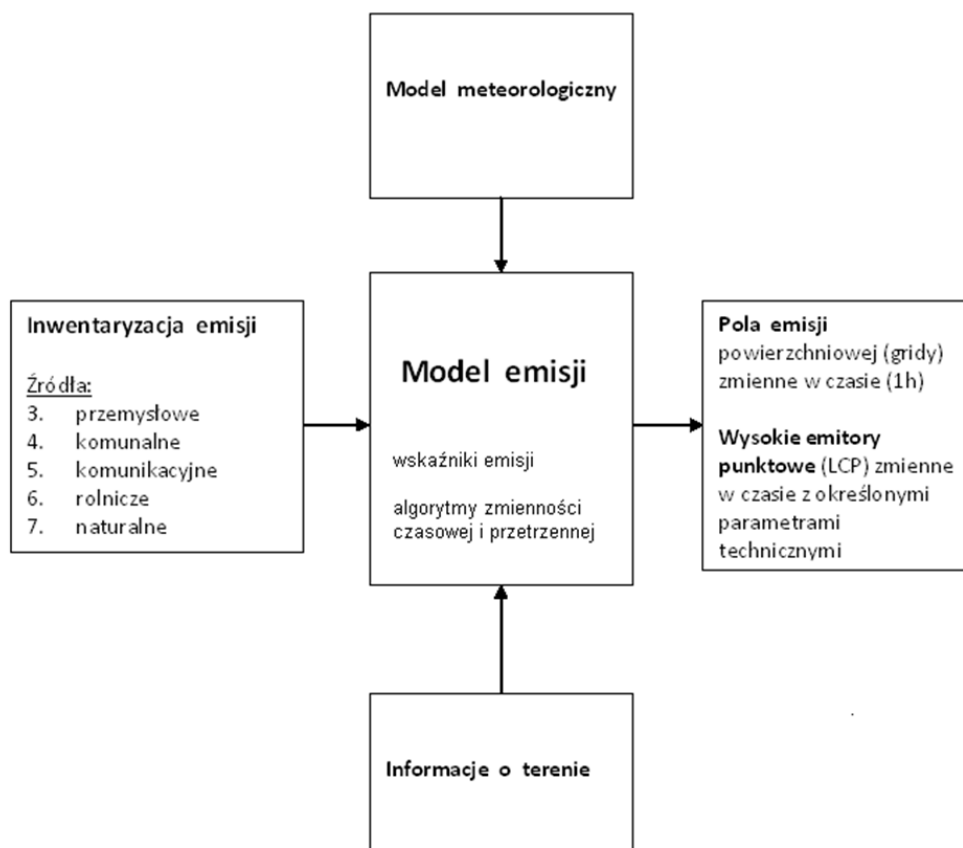 Model meteorologiczny
Inwentaryzacja emisji
Źródła:
3. przemysłowe
4. komunalne
5. komunikacyjne
6. rolnicze
7. naturalne
Model emisji
wskaźniki emisji
algorytmy zmienności
czasowej i przetrzennej
Pola emisji
powierzchniowej (gridy)
zmienne w czasie (1h)
Wysokie emitory
punktowe (LCP) zmienne
w czasie z określonymi
parametrami
technicznymi
Informacje o terenie